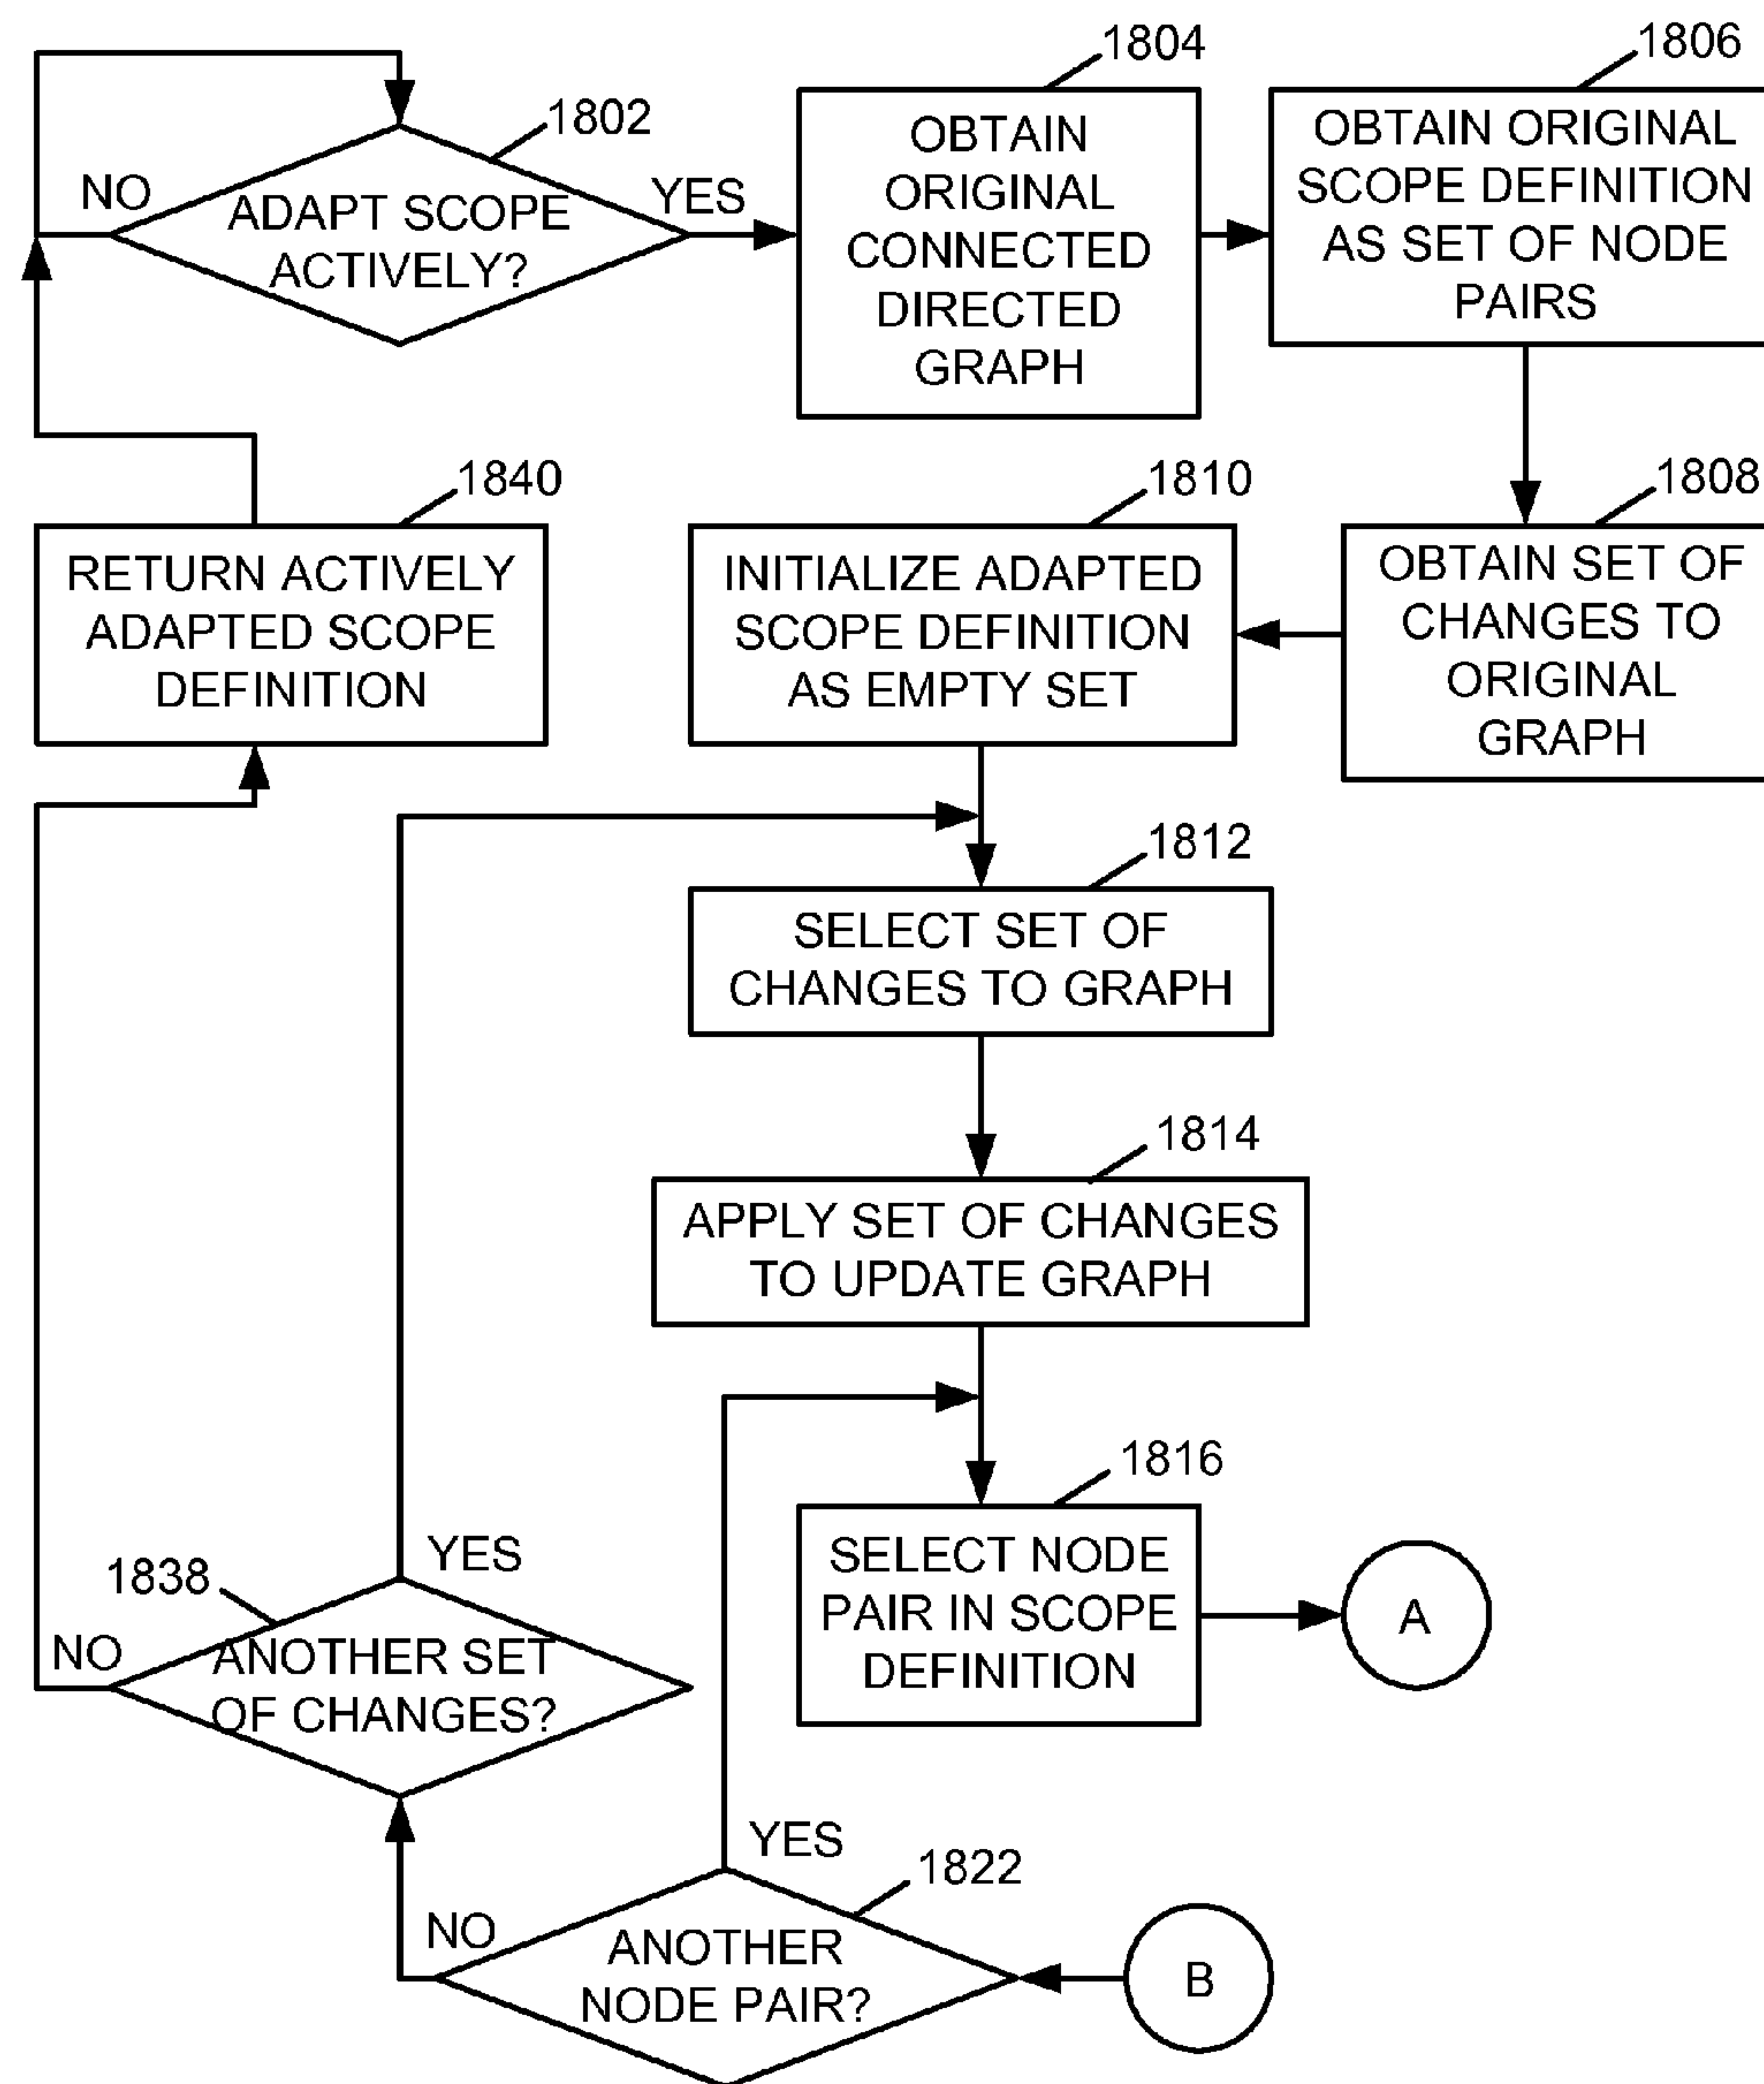 1804
1806
1802
NO
ADAPT SCOPE
ACTIVELY?
YES
OBTAIN
ORIGINAL
CONNECTED
DIRECTED
GRAPH
OBTAIN ORIGINAL
SCOPE DEFINITION
AS SET OF NODE
PAIRS
1840
1810
1808
RETURN ACTIVELY
ADAPTED SCOPE
DEFINITION
INITIALIZE ADAPTED
SCOPE DEFINITION
AS EMPTY SET
OBTAIN SET OF
CHANGES TO
ORIGINAL
GRAPH
1812
SELECT SET OF
CHANGES TO GRAPH
1814
APPLY SET OF CHANGES
TO UPDATE GRAPH
1816
SELECT NODE
PAIR IN SCOPE
DEFINITION
A
1838
YES
NO
ANOTHER SET
OF CHANGES?
YES
1822
NO
ANOTHER
NODE PAIR?
B